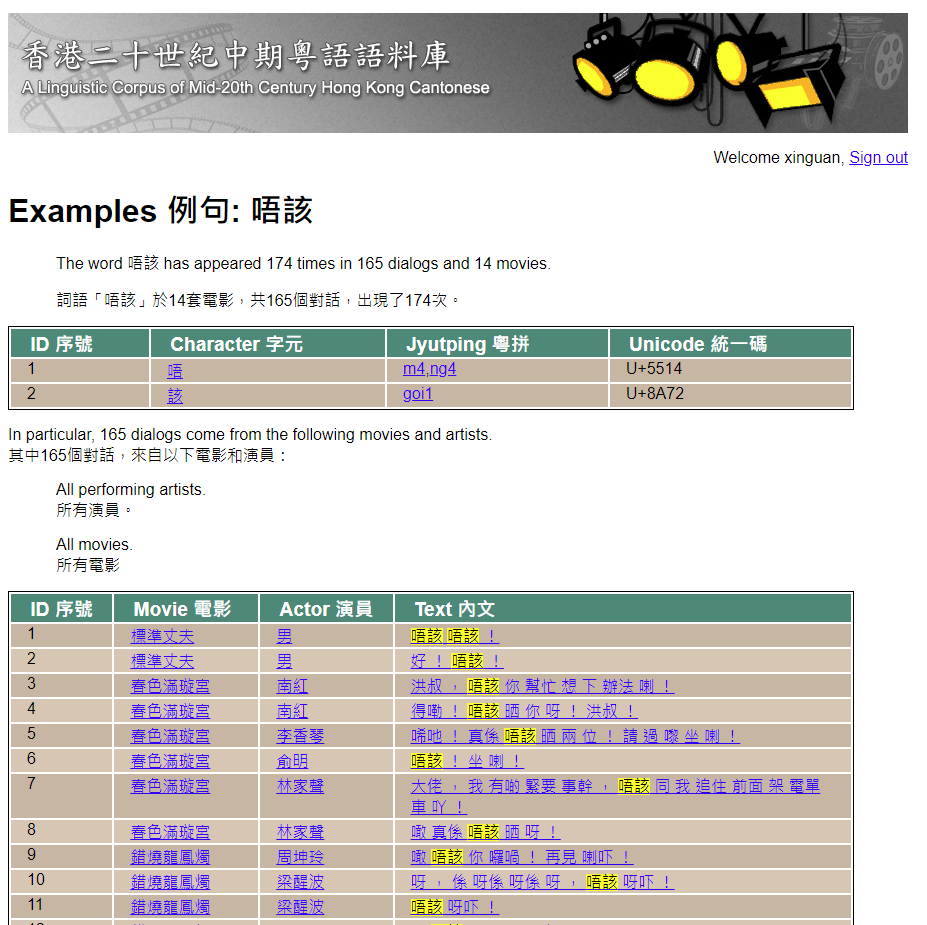 香港二十世紀中期粵語語料庫
A Linguistic Corpus of Mid-20th Century Hong Kong Cantonese
Welcome xinguan, Sign out
Examples 例句: 唔該
The word 唔該 has appeared 174 times in 165 dialogs and 14 movies.
詞語「唔該」於14套電影，共165個對話，出現了174次。
ID 序號 Character 字元 Jyutping 粵拼 Unicode 統一碼
1 唔 m4,ng4 U+5514
2 該 goi1 U+8A72
In particular, 165 dialogs come from the following movies and artists.
其中165個對話，來自以下電影和演員：
All performing artists.
所有演員。
All movies.
所有電影
ID 序號 Movie 電影 Actor 演員 Text 內文
1 標準丈夫 男 唔該 唔該 ！
2 標準丈夫 男 好 ！ 唔該 ！
3 春色滿璇宮 南紅 洪叔 ， 唔該 你 幫忙 想 下 辦法 喇 ！
4 春色滿璇宮 南紅 得嘞 ！ 唔該 晒 你 呀 ！ 洪叔 ！
5 春色滿璇宮 李香琴 唏吔 ！ 真係 唔該 晒 兩 位 ！ 請 過 嚟 坐 喇 ！
6 春色滿璇宮 俞明 唔該 ！ 坐 喇 ！
7 春色滿璇宮 林家聲 大佬 ， 我 有啲 緊要 事幹 ， 唔該 同 我 追住 前面 架 電單
車 吖 ！
8 春色滿璇宮 林家聲 噉 真係 唔該 晒 呀 ！
9 錯燒龍鳳燭 周坤玲 噉 唔該 你 囉喎 ！ 再見 喇吓 ！
10 錯燒龍鳳燭 梁醒波 呀 ， 係 呀係 呀係 呀 ， 唔該 呀吓 ！
11 錯燒龍鳳燭 梁醒波 唔該 呀吓 ！